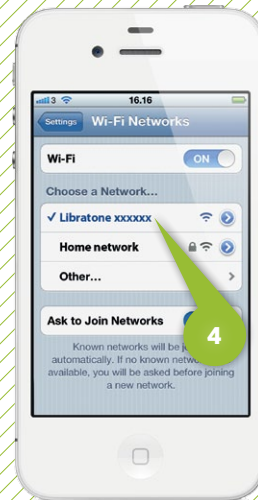 3 16.16
Settings Wi-Fi Networks
Wi-Fi ON
Choose a Network...
✓ Libratone xxxxxx
Home network
Other...
Ask to Join Networks
4
Known networks will be
automatically. If no known
available, you will be asked before joining
a new network.